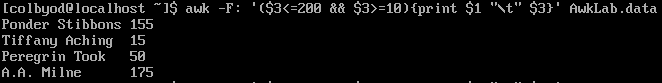 [colbyod@localhost ~]$ awk -F: '($3<=200 && $3>=10){print $1 "\t" $3}' AwkLab.data
Ponder Stibbons 155
Tiffany Aching  15
Peregrin Took   50
A.A. Milne      175